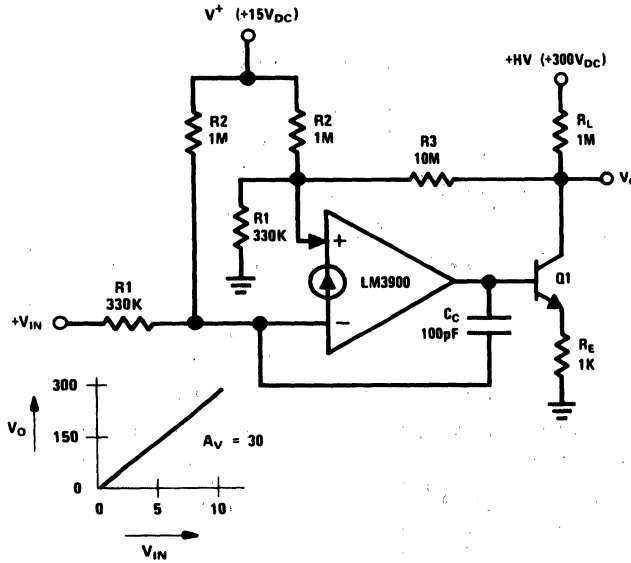 V+ (+15VDC)
+HV (+300VDC)
R2
1M
R2
1M
RL
1M
R3
10M
R1
330K
+
LM3900
−
Q1
CC
100pF
RE
1K
R1
330K
+VIN
300
150
0
VO
AV = 30
0
5
10
VIN